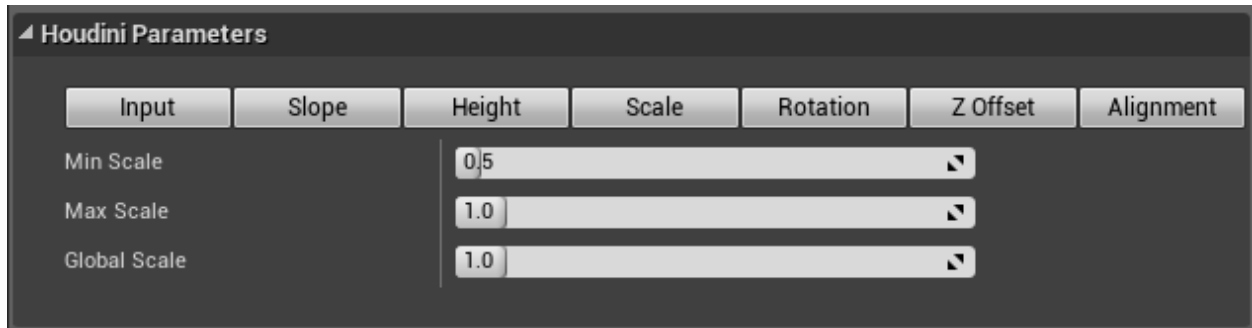 Houdini Parameters
Input Slope Height Scale Rotation Z Offset Alignment
Min Scale 0.5
Max Scale 1.0
Global Scale 1.0